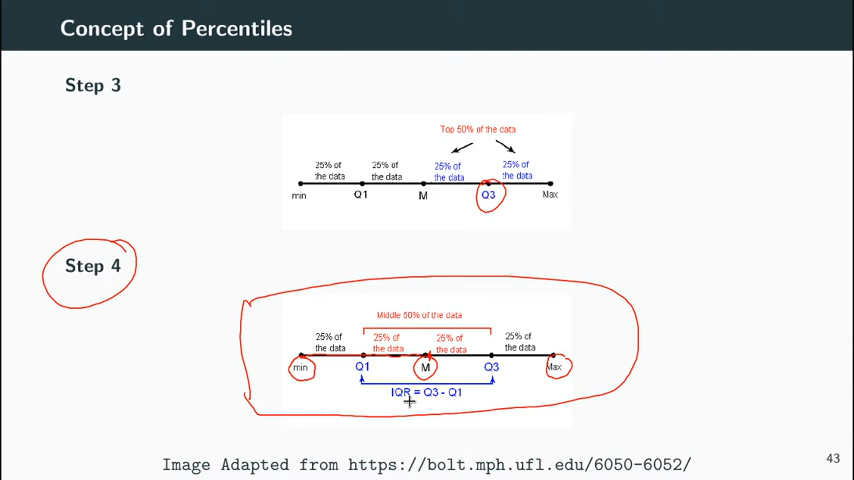 Concept of Percentiles
Step 3
Top 50% of the data
25% of 25% of 25% of 25% of
the data the data the data the data
min Q1 M Q3 Max
Step 4
Middle 50% of the data
25% of 25% of 25% of 25% of
the data the data the data the data
min Q1 M Q3 Max
IQR = Q3 - Q1
Image Adapted from https://bolt.mph.ufl.edu/6050-6052/
43